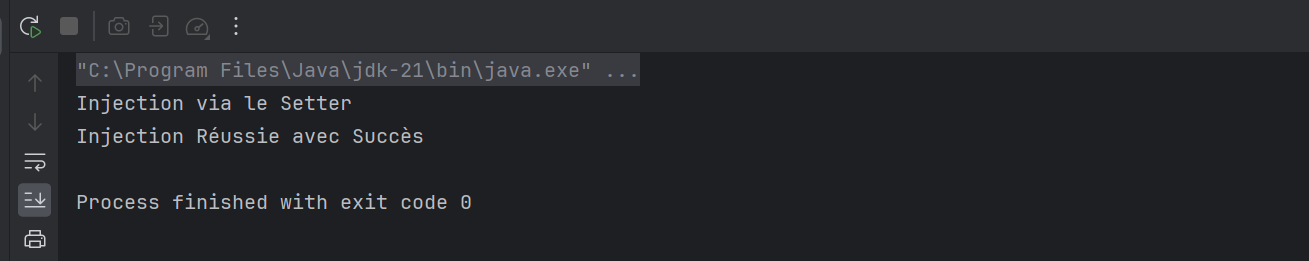 "C:\Program Files\Java\jdk-21\bin\java.exe" ...
Injection via le Setter
Injection Réussie avec Succès
Process finished with exit code 0